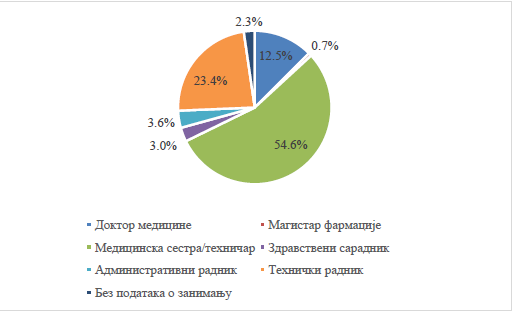 2.3%
12.5%
0.7%
23.4%
3.6%
3.0%
54.6%
Доктор медицине
Магистар фармације
Медицинска сестра/техничар
Здравствени сарадник
Административни радник
Технички радник
Без података о занимању